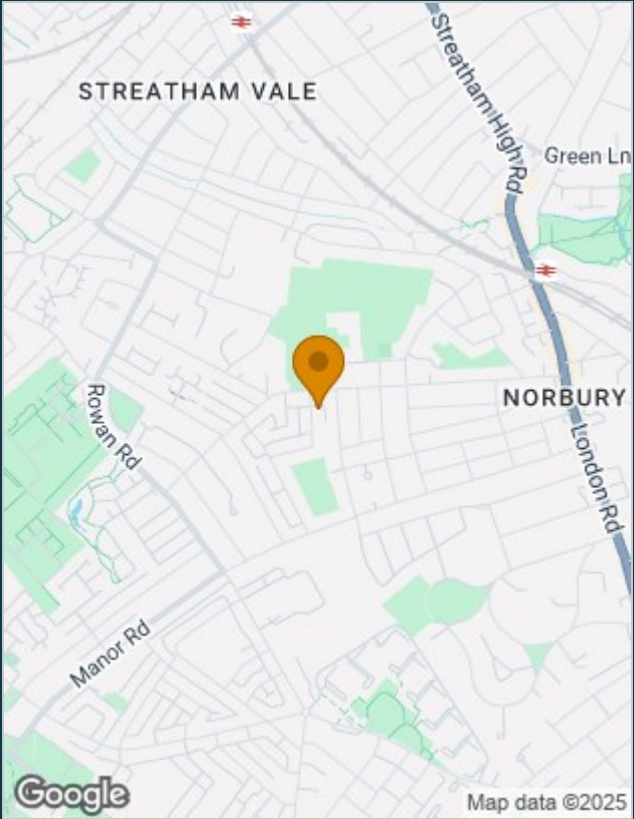 STREATHAM VALE
Streatham High Rd
Green Ln
NORBURY
Rowan Rd
London Rd
Manor Rd
Google
Map data ©2025